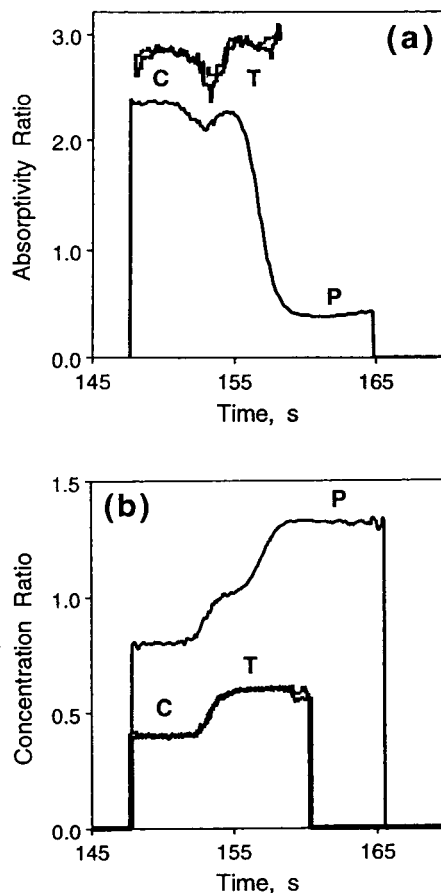 (a)
3.0
C
T
2.0
1.0
P
0.0
145
155
165
Time, s
Absorptivity Ratio
(b)
1.5
P
1.0
T
C
0.5
0.0
145
155
165
Time, s
Concentration Ratio